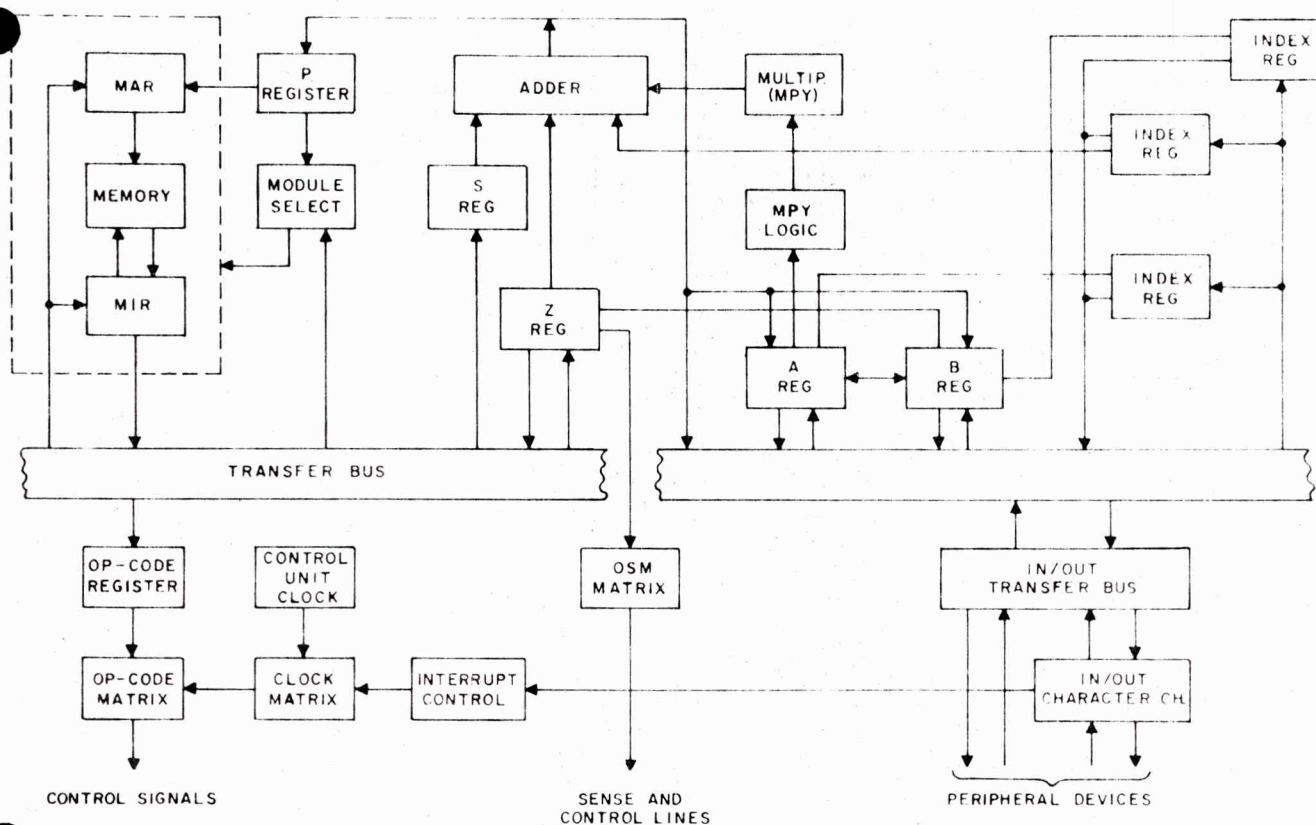 MAR
P
REGISTER
ADDER
MULTIP.
(MPY)
INDEX
REG
INDEX
REG
MEMORY
MODULE
SELECT
S
REG
MPY
LOGIC
MIR
Z
REG
INDEX
REG
A
REG
B
REG
TRANSFER BUS
OP-CODE
REGISTER
CONTROL
UNIT
CLOCK
OSM
MATRIX
IN/OUT
TRANSFER BUS
OP-CODE
MATRIX
CLOCK
MATRIX
INTERRUPT
CONTROL
IN/OUT
CHARACTER CH.
CONTROL SIGNALS
SENSE AND
CONTROL LINES
PERIPHERAL DEVICES